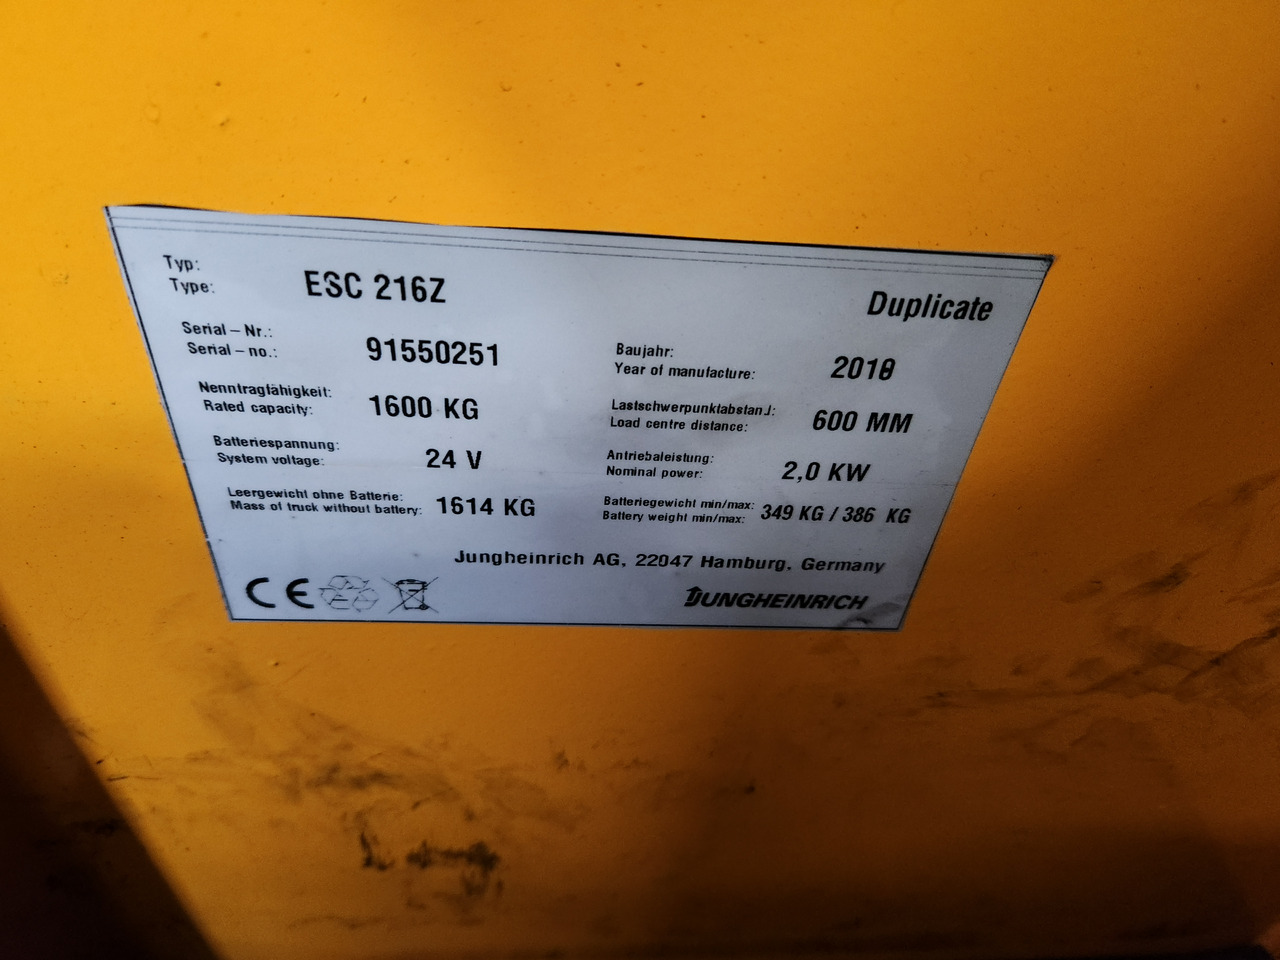 Typ:
Type: ESC 216Z
Duplicate
Serial – Nr.:
Serial – no.: 91550251
Baujahr:
Year of manufacture:
Nenntragfähigkeit:
Rated capacity: 1600 KG
Lastschwerpunktabstand:
Load centre distance: 600 MM
Batteriespannung:
System voltage: 24 V
Antriebsleistung:
Nominal power: 2,0 KW
Leergewicht ohne Batterie:
Mass of truck without battery: 1614 KG
Batteriegewicht min/max:
Battery weight min/max: 349 KG / 386 KG
Jungheinrich AG, 22047 Hamburg, Germany
CE
JUNGHEINRICH